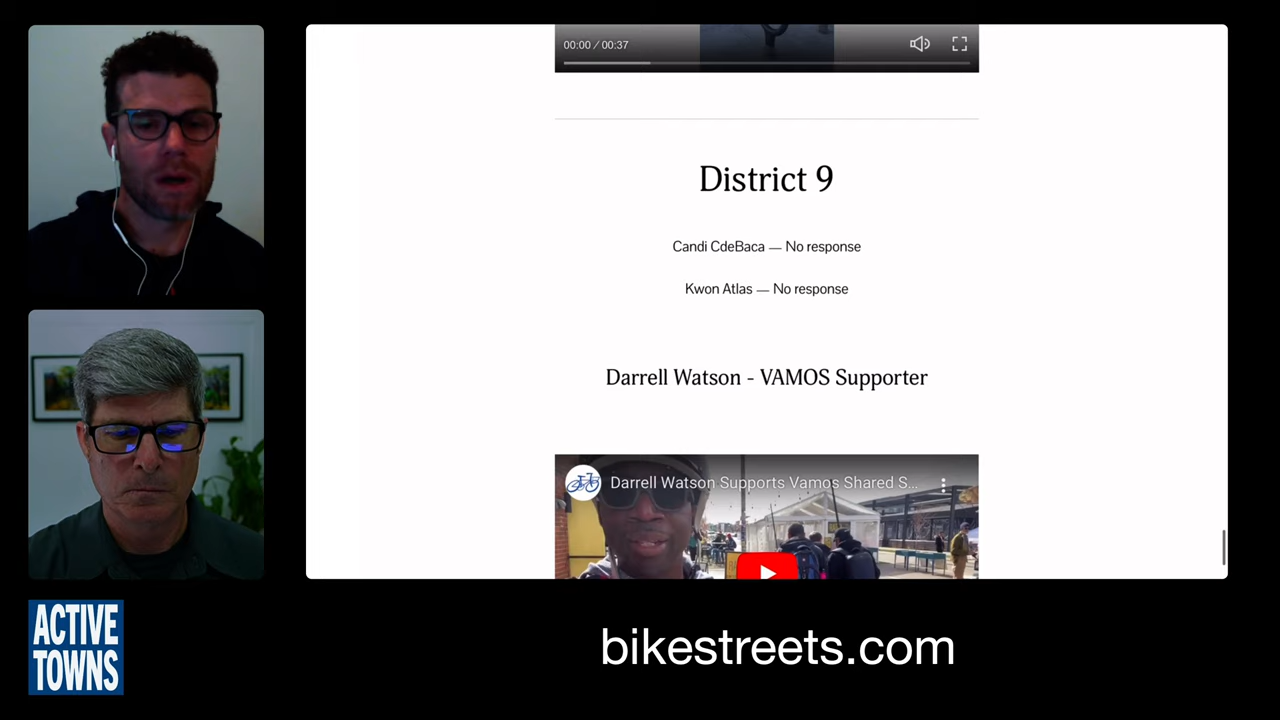 00:00 / 00:37
District 9
Candi CdeBaca — No response
Kwon Atlas — No response
Darrell Watson - VAMOS Supporter
Darrell Watson Supports Vamos Shared S...
ACTIVE
TOWNS
bikestreets.com